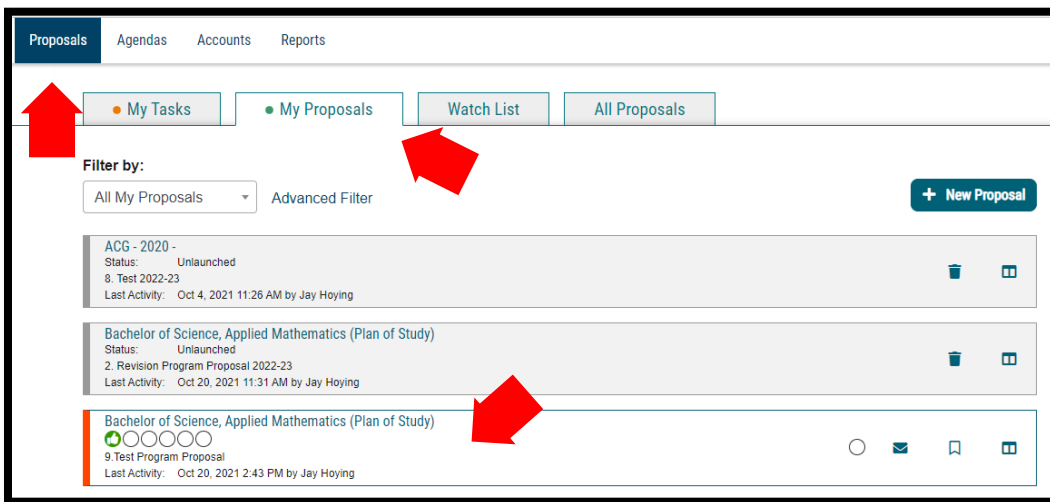 Proposals Agendas Accounts Reports
My Tasks My Proposals Watch List All Proposals
Filter by:
All My Proposals Advanced Filter
+ New Proposal
ACG - 2020 -
Status: Unlaunched
8. Test 2022-23
Last Activity: Oct 4, 2021 11:26 AM by Jay Hoying
Bachelor of Science, Applied Mathematics (Plan of Study)
Status: Unlaunched
2. Revision Program Proposal 2022-23
Last Activity: Oct 20, 2021 11:31 AM by Jay Hoying
Bachelor of Science, Applied Mathematics (Plan of Study)
9.Test Program Proposal
Last Activity: Oct 20, 2021 2:43 PM by Jay Hoying